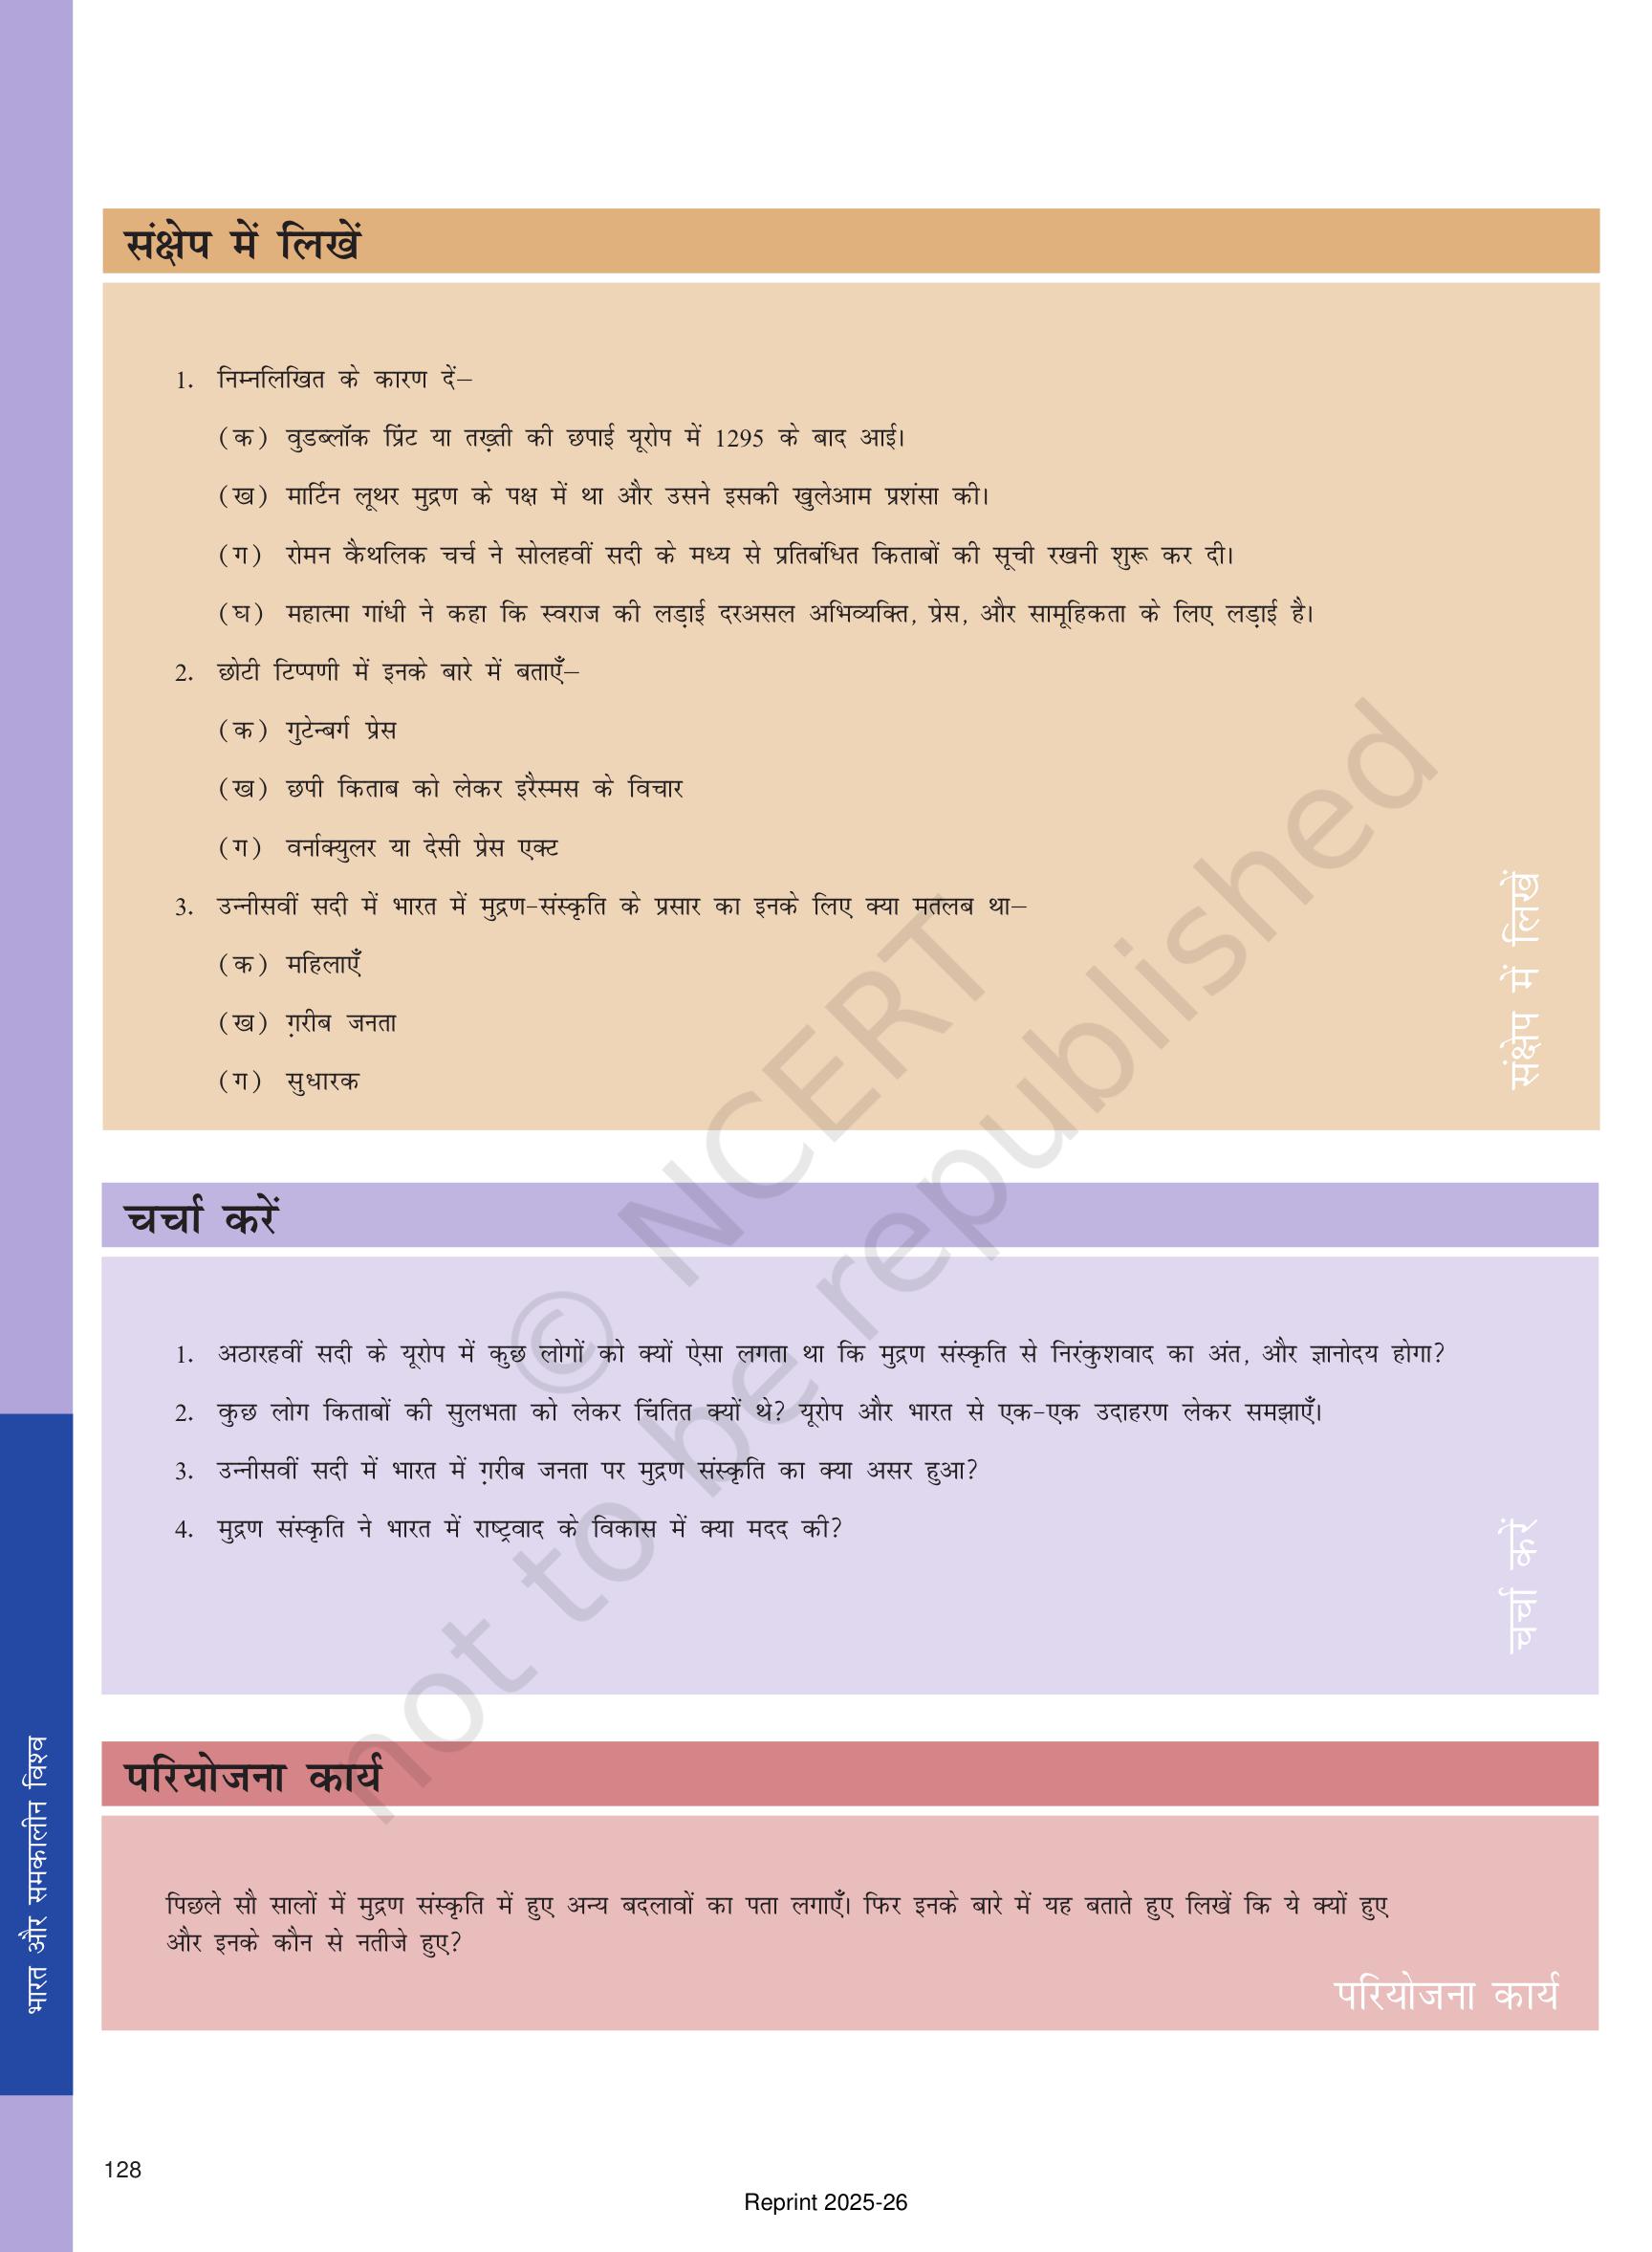 संक्षेप में लिखें
1. निम्नलिखित के कारण दें–
(क) वुडब्लॉक प्रिंट या तख़्ती की छपाई यूरोप में 1295 के बाद आई।
(ख) मार्टिन लूथर मुद्रण के पक्ष में था और उसने इसकी खुलेआम प्रशंसा की।
(ग) रोमन कैथलिक चर्च ने सोलहवीं सदी के मध्य से प्रतिबंधित किताबों की सूची रखनी शुरू कर दी।
(घ) महात्मा गांधी ने कहा कि स्वराज की लड़ाई दरअसल अभिव्यक्ति, प्रेस, और सामूहिकता के लिए लड़ाई है।
2. छोटी टिप्पणी में इनके बारे में बताएँ–
(क) गुटेन्बर्ग प्रेस
(ख) छपी किताब को लेकर इरैस्मस के विचार
(ग) वर्नाक्युलर या देसी प्रेस एक्ट
3. उन्नीसवीं सदी में भारत में मुद्रण-संस्कृति के प्रसार का इनके लिए क्या मतलब था–
(क) महिलाएँ
(ख) ग़रीब जनता
(ग) सुधारक
संक्षेप में लिखें
चर्चा करें
1. अठारहवीं सदी के यूरोप में कुछ लोगों को क्यों ऐसा लगता था कि मुद्रण संस्कृति से निरंकुशवाद का अंत, और ज्ञानोदय होगा?
2. कुछ लोग किताबों की सुलभता को लेकर चिंतित क्यों थे? यूरोप और भारत से एक-एक उदाहरण लेकर समझाएँ।
3. उन्नीसवीं सदी में भारत में ग़रीब जनता पर मुद्रण संस्कृति का क्या असर हुआ?
4. मुद्रण संस्कृति ने भारत में राष्ट्रवाद के विकास में क्या मदद की?
चर्चा करें
परियोजना कार्य
पिछले सौ सालों में मुद्रण संस्कृति में हुए अन्य बदलावों का पता लगाएँ। फिर इनके बारे में यह बताते हुए लिखें कि ये क्यों हुए
और इनके कौन से नतीजे हुए?
परियोजना कार्य
भारत और समकालीन विश्व
128
Reprint 2025-26
© NCERT
not to be republished